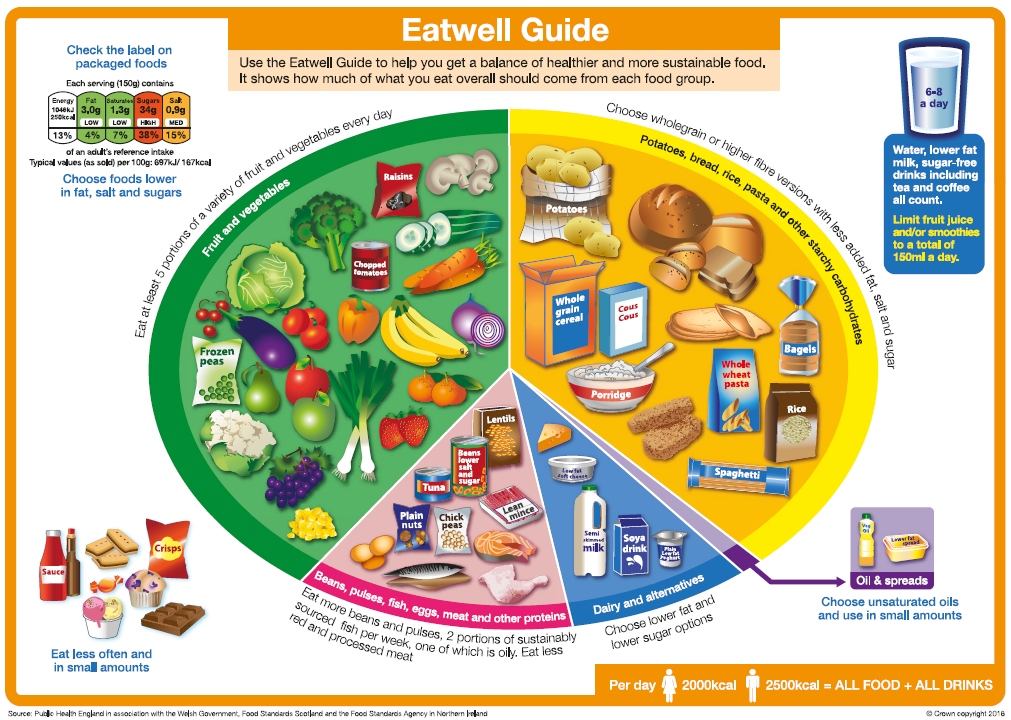 Eatwell Guide
Use the Eatwell Guide to help you get a balance of healthier and more sustainable food.
It shows how much of what you eat overall should come from each food group.
Check the label on
packaged foods
Each serving (150g) contains
Energy
1046kJ
250kcal
13%
Fat
3,0g
LOW
4%
Saturates
1,3g
LOW
7%
Sugars
34g
HIGH
38%
Salt
0,9g
MED
15%
of an adult's reference intake
Typical values (as sold) per 100g: 697kJ/ 167kcal
Choose foods lower
in fat, salt and sugars
6-8
a day
Water, lower fat
milk, sugar-free
drinks including
tea and coffee
all count.
Limit fruit juice
and/or smoothies
to a total of
150ml a day.
Eat at least 5 portions of a variety of fruit and vegetables every day
Fruit and vegetables
Raisins
Chopped
tomatoes
Frozen
peas
Choose wholegrain or higher fibre versions with less added fat, salt and sugar
Potatoes, bread, rice, pasta and other starchy carbohydrates
Potatoes
Whole
grain
cereal
Cous
Cous
Bagels
Porridge
Whole
wheat
pasta
Rice
Spaghetti
Lentils
Beans
lower
salt
and
sugar
Tuna
Plain
nuts
Chick
peas
Lean
mince
Beans, pulses, fish, eggs, meat and other proteins
Eat more beans and pulses, 2 portions of sustainably
sourced fish per week, one of which is oily. Eat less
red and processed meat
Low fat
soft cheese
Semi
skimmed
milk
Soya
drink
Plain
Low fat
yoghurt
Dairy and alternatives
Choose lower fat and
lower sugar options
Veg
oil
Lower fat
spread
Oil & spreads
Choose unsaturated oils
and use in small amounts
Sauce
Crisps
Eat less often and
in small amounts
Per day 2000kcal 2500kcal = ALL FOOD + ALL DRINKS
Source: Public Health England in association with the Welsh Government, Food Standards Scotland and the Food Standards Agency in Northern Ireland
© Crown copyright 2016